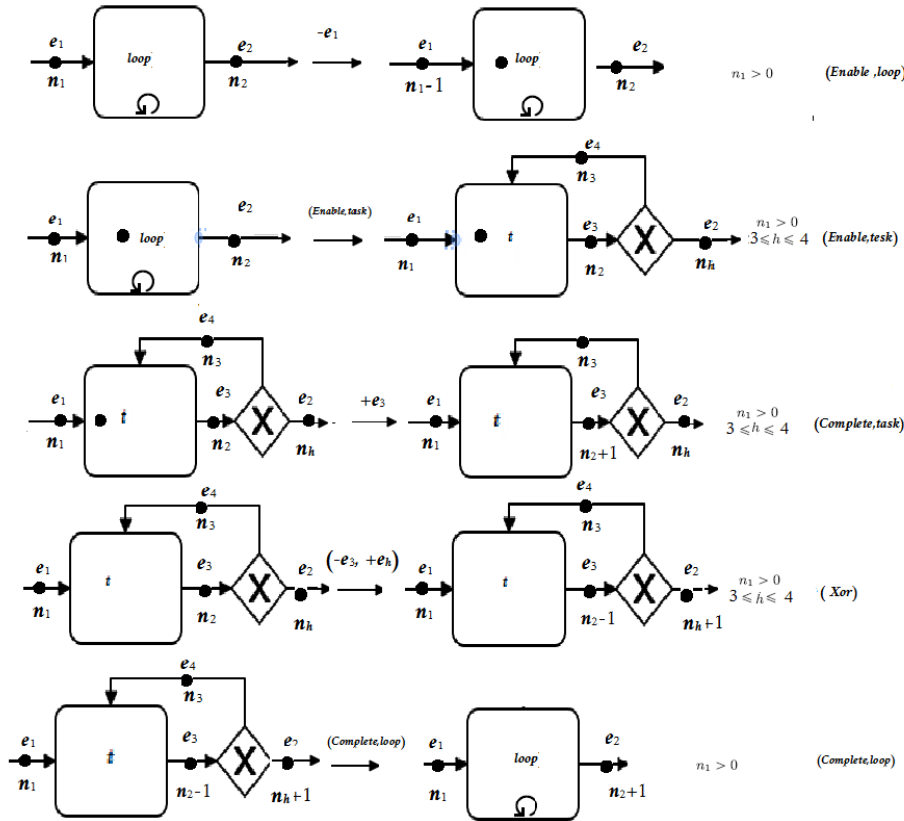 e1 e2 -e1 e1 e2
loop loop n1 > 0 (Enable ,loop)
n1 n2 n1-1 n2
e4
n3
e1 e2 (Enable,task) e1 e3 e2 n1 > 0
loop t X 3 ⩽ h ⩽ 4 (Enable,tesk)
n1 n2 n1 n2 nh
e4
n3 n3
e1 e3 e2 +e3 e1 e3 e2 n1 > 0
t X t X 3 ⩽ h ⩽ 4 (Complete,task)
n1 n2 nh n1 n2+1 nh
e4 e4
n3 n3
e1 e3 e2 (-e3, +eh) e1 e3 e2 n1 > 0
t X t X 3 ⩽ h ⩽ 4 ( Xor)
n1 n2 nh n1 n2-1 nh+1
e4
n3
e1 e3 e2 (Complete,loop) e1 e2
t X loop n1 > 0 (Complete,loop)
n1 n2-1 nh+1 n1 n2+1